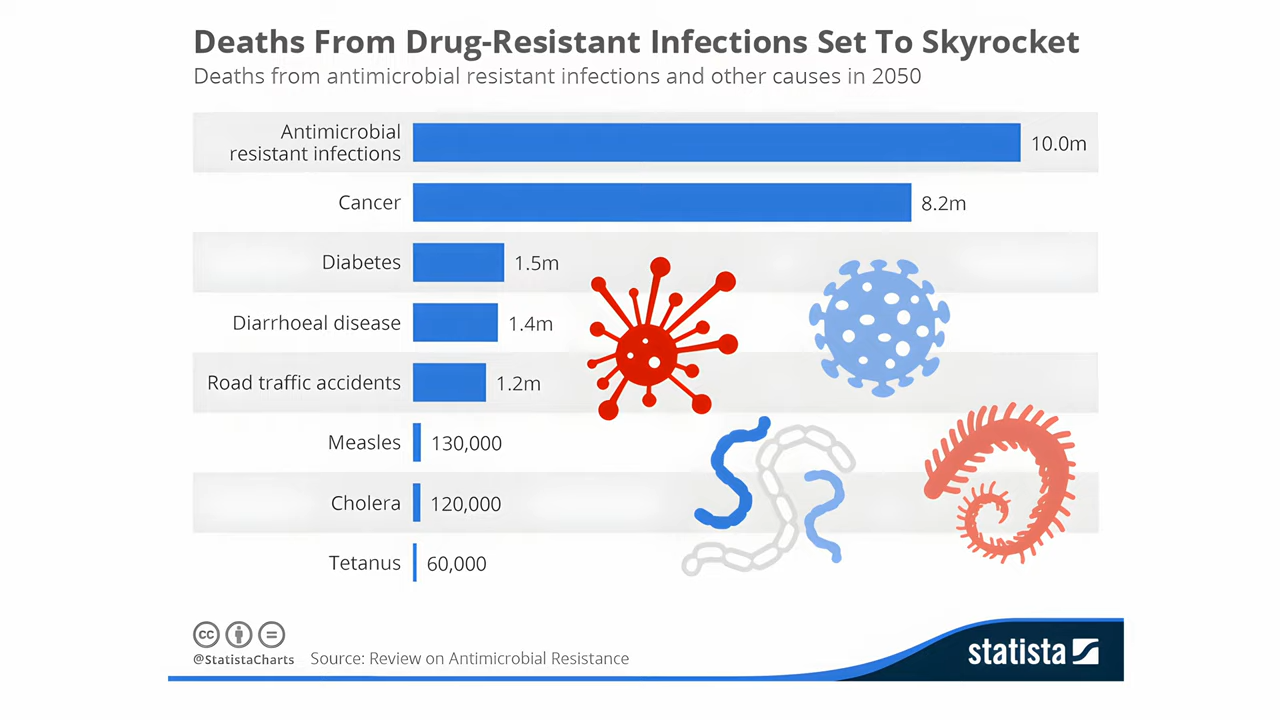 Deaths From Drug-Resistant Infections Set To Skyrocket
Deaths from antimicrobial resistant infections and other causes in 2050
Antimicrobial
resistant infections
10.0m
Cancer
8.2m
Diabetes
1.5m
Diarrhoeal disease
1.4m
Road traffic accidents
1.2m
Measles
130,000
Cholera
120,000
Tetanus
60,000
cc
@StatistaCharts
Source: Review on Antimicrobial Resistance
statista